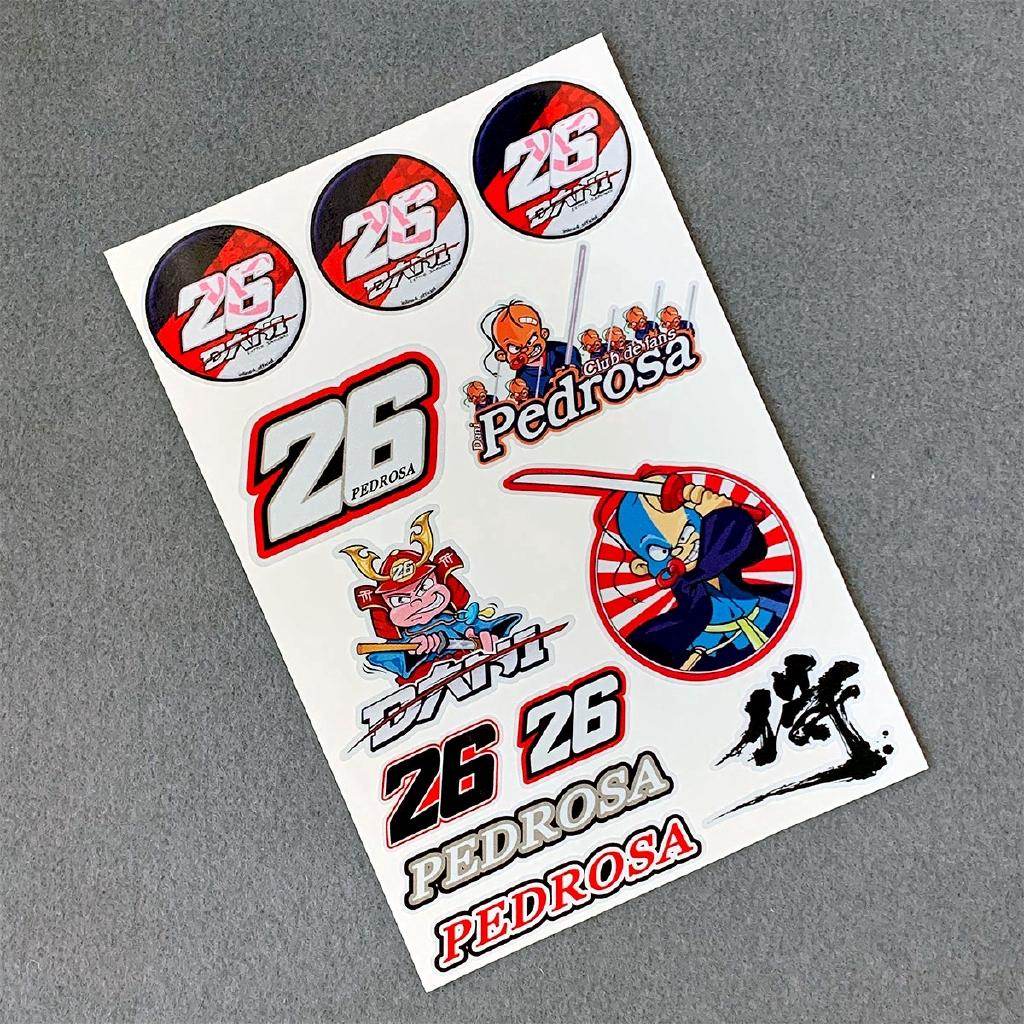 26
DANI
26
DANI
26
DANI
26
PEDROSA
Club de fans
Dani
Pedrosa
26
DANI
侍
26
26
PEDROSA
PEDROSA